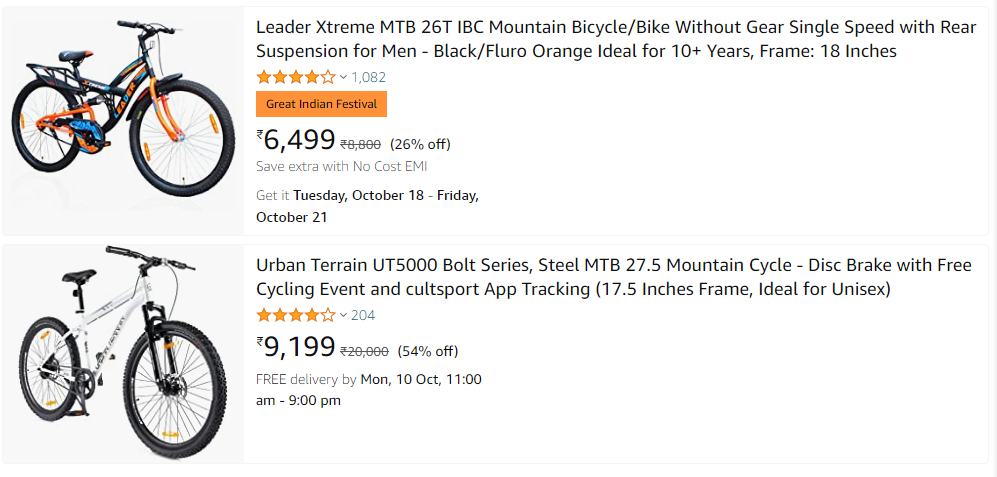 Leader Xtreme MTB 26T IBC Mountain Bicycle/Bike Without Gear Single Speed with Rear
Suspension for Men - Black/Fluro Orange Ideal for 10+ Years, Frame: 18 Inches
1,082
Great Indian Festival
₹6,499 ₹8,800 (26% off)
Save extra with No Cost EMI
Get it Tuesday, October 18 - Friday,
October 21
LEADER
Urban Terrain UT5000 Bolt Series, Steel MTB 27.5 Mountain Cycle - Disc Brake with Free
Cycling Event and cultsport App Tracking (17.5 Inches Frame, Ideal for Unisex)
204
₹9,199 ₹20,000 (54% off)
FREE delivery by Mon, 10 Oct, 11:00
am - 9:00 pm